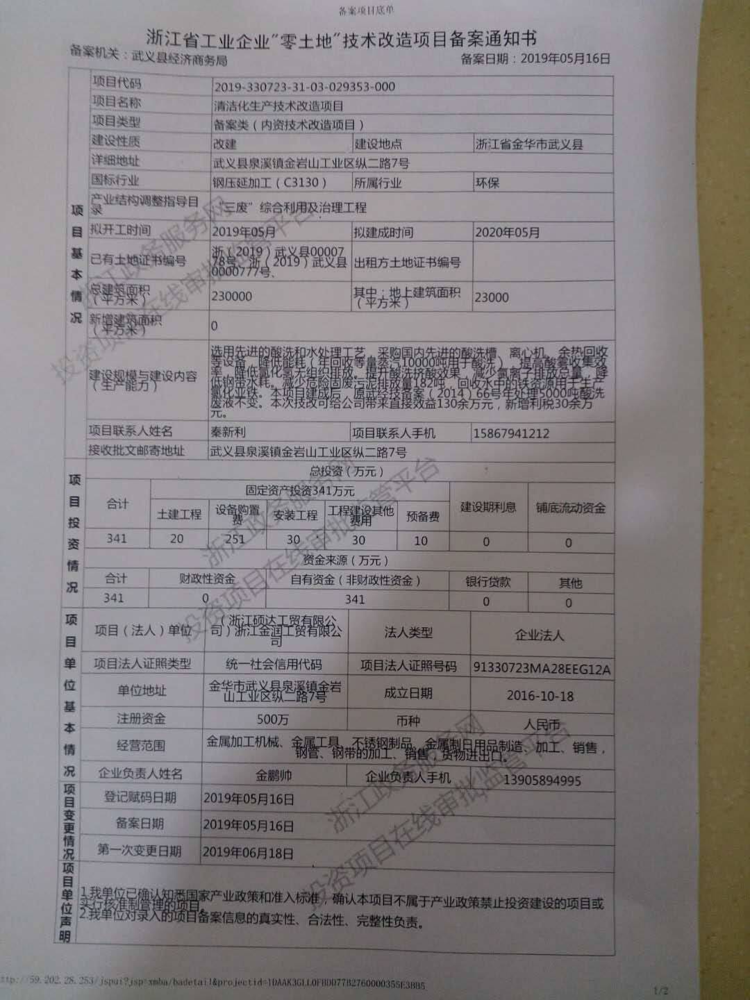 备案项目底单
浙江省工业企业“零土地”技术改造项目备案通知书
备案机关：武义县经济商务局 备案日期：2019年05月16日
项目基本情况
项目代码 2019-330723-31-03-029353-000
项目名称 清洁化生产技术改造项目
项目类型 备案类（内资技术改造项目）
建设性质 改建 建设地点 浙江省金华市武义县
详细地址 武义县泉溪镇金岩山工业区纵二路7号
国标行业 钢压延加工（C3130） 所属行业 环保
产业结构调整指导目
录
“三废”综合利用及治理工程
拟开工时间 2019年05月 拟建成时间 2020年05月
已有土地证书编号
浙（2019）武义县00007
78号、浙（2019）武义县
0000777号、
出租方土地证书编号
总建筑面积
（平方米）
230000
其中：地上建筑面积
（平方米）
23000
新增建筑面积
（平方米）
0
建设规模与建设内容
（生产能力）
选用先进的酸洗和水处理工艺，采购国内先进的酸洗槽、离心机、余热回收
等设备，降低能耗（年回收等量蒸汽10000吨用于酸洗），提高酸雾收集效
率，降低氯化氢无组织排放。提升酸洗挤酸效果，减少氯离子排放总量，降
低钢带水耗。减少危险固废污泥排放量182吨，回收水中的铁资源用于生产
氯化亚铁。本项目建成后，原武经技备案（2014）66号年处理5000吨酸洗
废液不变。本次技改可给公司带来直接效益130余万元，新增利税30余万
元。
项目联系人姓名 秦新利 项目联系人手机 15867941212
接收批文邮寄地址 武义县泉溪镇金岩山工业区纵二路7号
项目投资情况
总投资（万元）
合计 固定资产投资341万元 建设期利息 铺底流动资金
土建工程 设备购置
费 安装工程 工程建设其他
费用 预备费
341 20 251 30 30 10 0 0
资金来源（万元）
合计 财政性资金 自有资金（非财政性资金） 银行贷款 其他
341 0 341 0 0
项目单位基本情况
项目（法人）单位
（浙江硕达工贸有限公
司）浙江金润工贸有限公
司
法人类型 企业法人
项目法人证照类型 统一社会信用代码 项目法人证照号码 91330723MA28EEG12A
单位地址
金华市武义县泉溪镇金岩
山工业区纵二路7号
成立日期 2016-10-18
注册资金 500万 币种 人民币
经营范围
金属加工机械、金属工具、不锈钢制品、金属制日用品制造、加工、销售，
钢管、钢带的加工、销售，货物进出口。
企业负责人姓名 金鹏帅 企业负责人手机 13905894995
项目变更情况
登记赋码日期 2019年05月16日
备案日期 2019年05月16日
第一次变更日期 2019年06月18日
项目单位声明
1.我单位已确认知悉国家产业政策和准入标准，确认本项目不属于产业政策禁止投资建设的项目或
实行核准制管理的项目。
2.我单位对录入的项目备案信息的真实性、合法性、完整性负责。
浙江政务服务网
投资项目在线审批监管平台
浙江政务服务网
投资项目在线审批监管平台
浙江政务服务网
投资项目在线审批监管平台
ttp://59.202.28.253/jspui?jsp=xmba/badetail&projectid=1DAAK3GLLOFBDD77B2760000355E3BB5
1/2